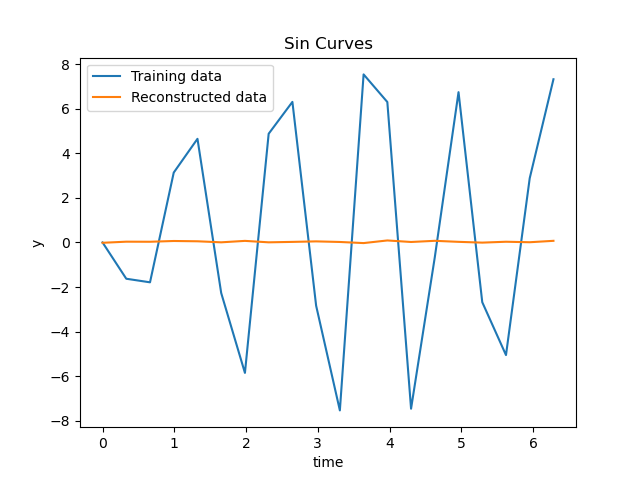 Sin Curves
Training data
Reconstructed data
8
6
4
2
0
−2
−4
−6
−8
y
0 1 2 3 4 5 6
time